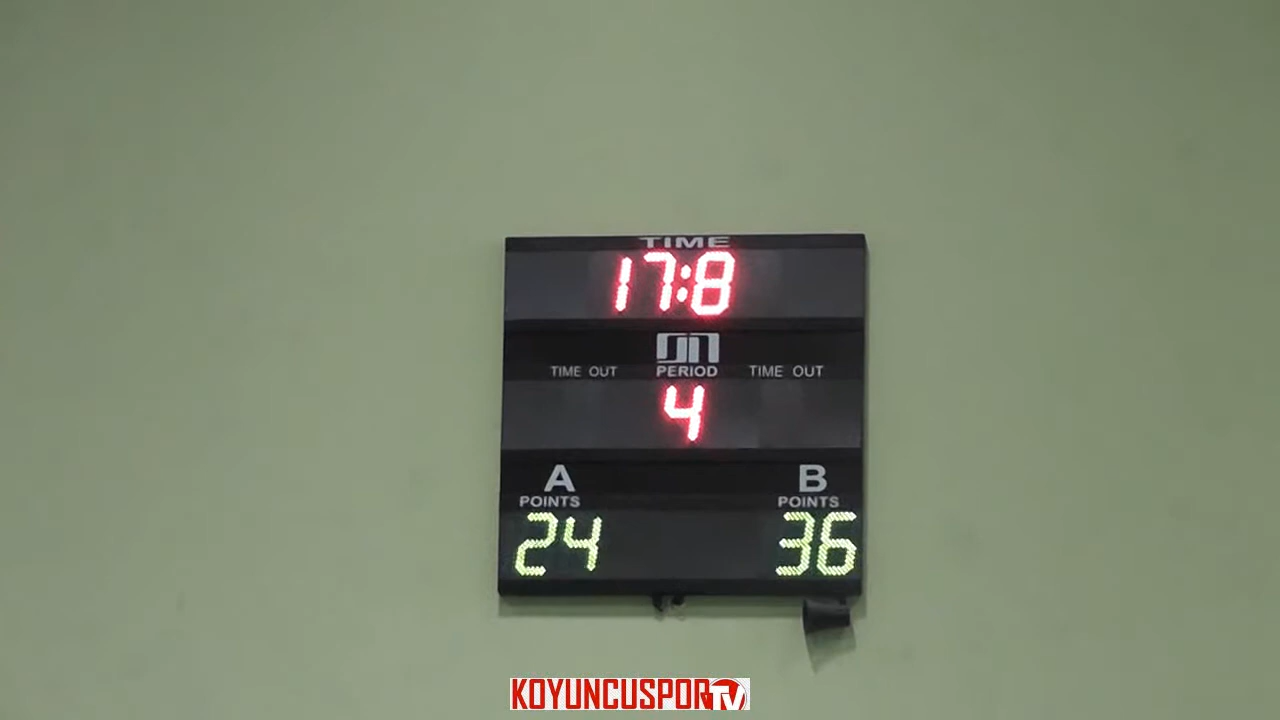 TIME
17:8
TIME OUT PERIOD TIME OUT
4
A B
POINTS POINTS
24 36
KOYUNCUSPOR TV